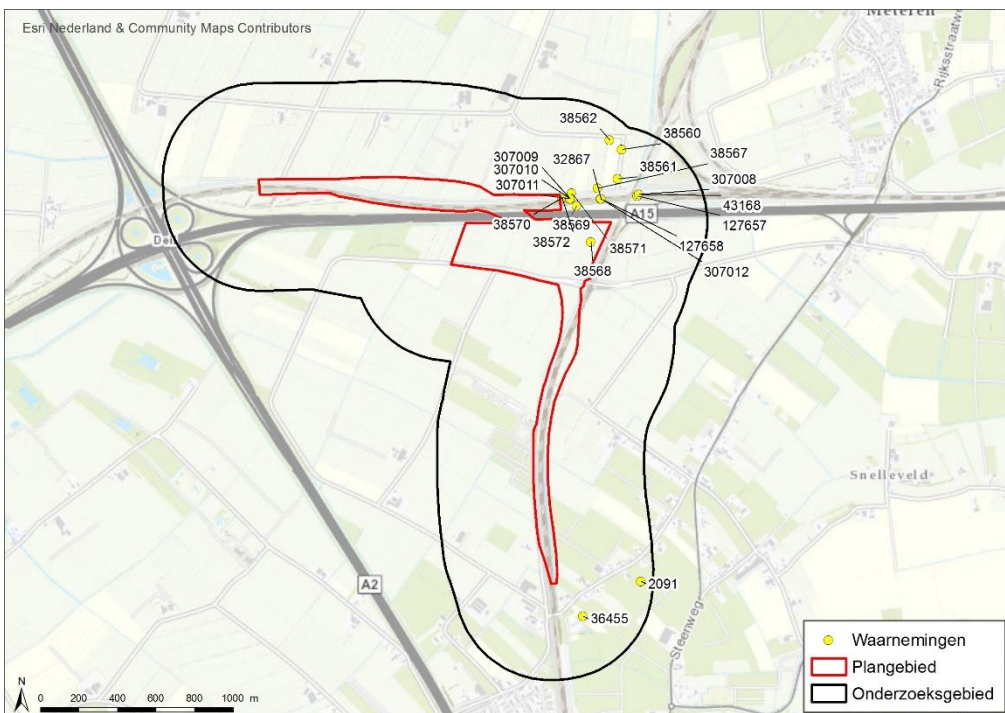 Esri Nederland & Community Maps Contributors
Meteren
Rijksstraatweg
38562
38560
307009
32867
38567
307010
38561
307011
307008
43168
A15
127657
38570
38569
Deil
38572
38571
127658
38568
307012
Snelleveld
A2
2091
36455
Steenweg
Waarnemingen
Plangebied
Onderzoeksgebied
N
0 200 400 600 800 1000 m